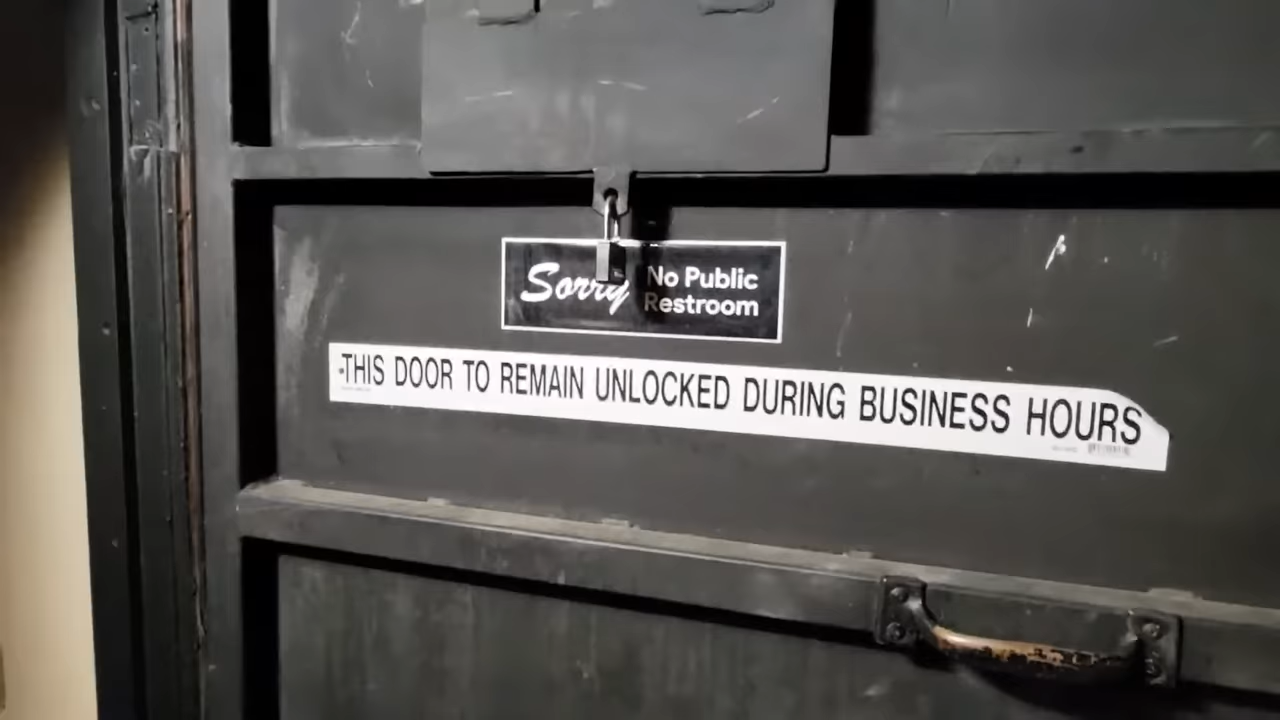 Sorry No Public
Restroom
THIS DOOR TO REMAIN UNLOCKED DURING BUSINESS HOURS